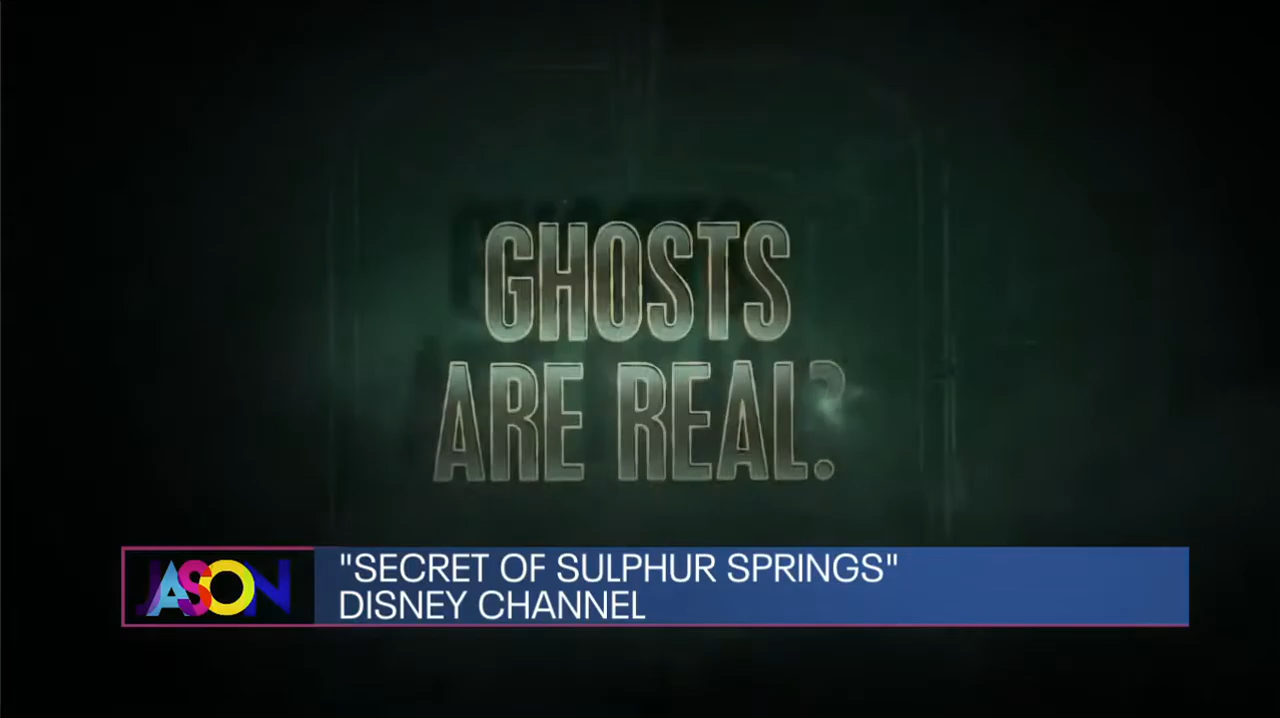 GHOSTS
ARE REAL?
JASON
"SECRET OF SULPHUR SPRINGS"
DISNEY CHANNEL